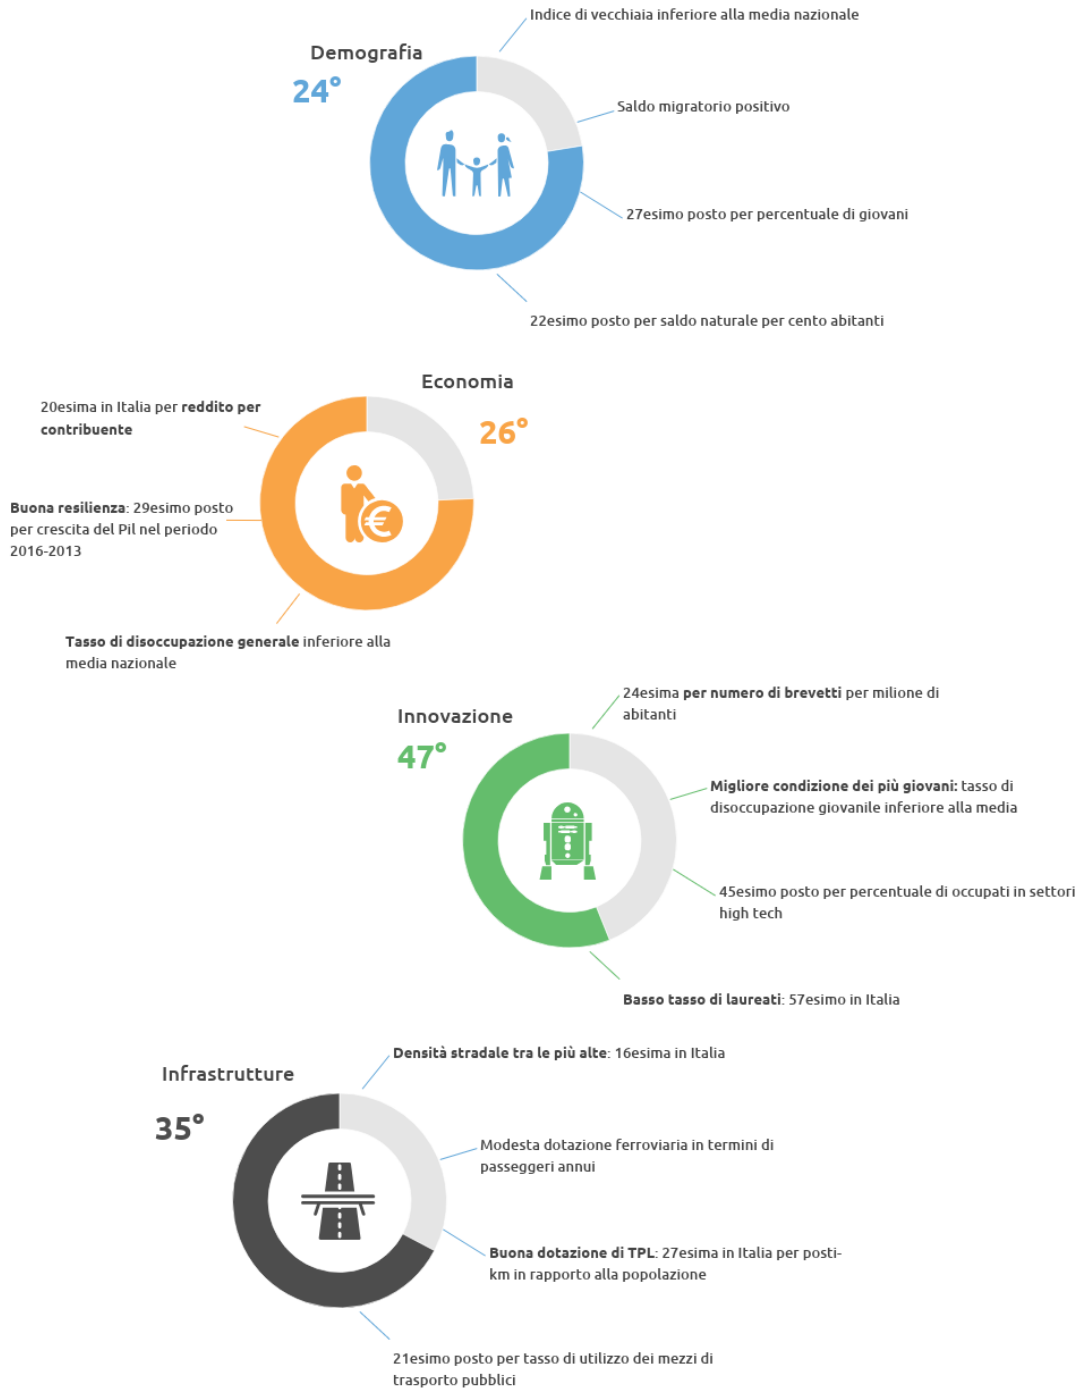 Indice di vecchiaia inferiore alla media nazionale
Demografia
24°
Saldo migratorio positivo
27esimo posto per percentuale di giovani
22esimo posto per saldo naturale per cento abitanti
Economia
26°
20esima in Italia per reddito per
contribuente
Buona resilienza: 29esimo posto
per crescita del Pil nel periodo
2016-2013
Tasso di disoccupazione generale inferiore alla
media nazionale
Innovazione
47°
24esima per numero di brevetti per milione di
abitanti
Migliore condizione dei più giovani: tasso di
disoccupazione giovanile inferiore alla media
45esimo posto per percentuale di occupati in settori
high tech
Basso tasso di laureati: 57esimo in Italia
Infrastrutture
35°
Densità stradale tra le più alte: 16esima in Italia
Modesta dotazione ferroviaria in termini di
passeggeri annui
Buona dotazione di TPL: 27esima in Italia per posti-
km in rapporto alla popolazione
21esimo posto per tasso di utilizzo dei mezzi di
trasporto pubblici